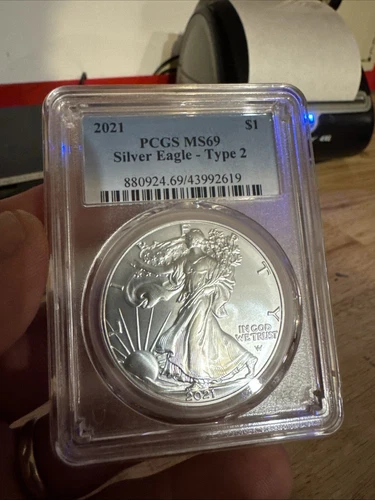 2021 $1
PCGS MS69
Silver Eagle - Type 2
880924.69/43992619
L I E T Y
IN GOD
WE TRUST
W
2021